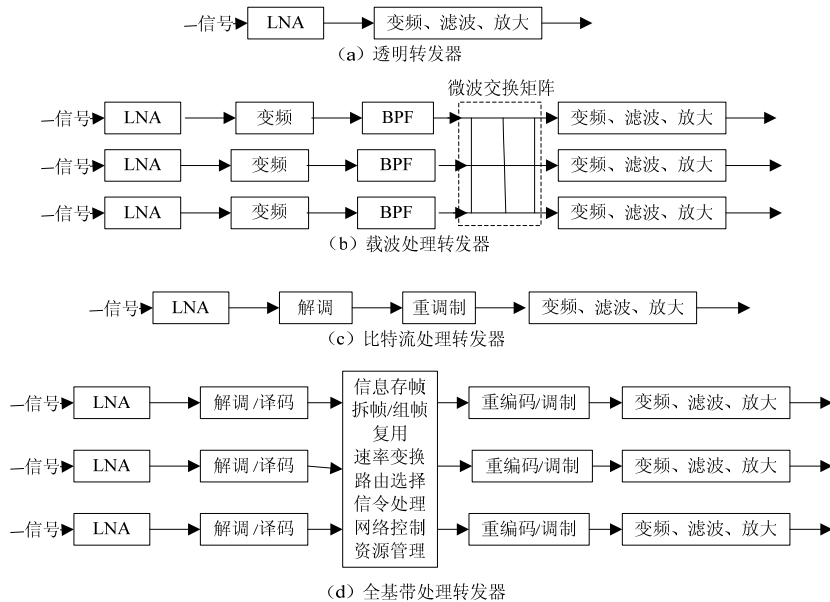 信号 LNA 变频、滤波、放大
（a）透明转发器
微波交换矩阵
信号 LNA 变频 BPF 变频、滤波、放大
信号 LNA 变频 BPF 变频、滤波、放大
信号 LNA 变频 BPF 变频、滤波、放大
（b）载波处理转发器
信号 LNA 解调 重调制 变频、滤波、放大
（c）比特流处理转发器
信号 LNA 解调/译码 重编码/调制 变频、滤波、放大
信号 LNA 解调/译码 重编码/调制 变频、滤波、放大
信号 LNA 解调/译码 重编码/调制 变频、滤波、放大
信息存帧
拆帧/组帧
复用
速率变换
路由选择
信令处理
网络控制
资源管理
（d）全基带处理转发器